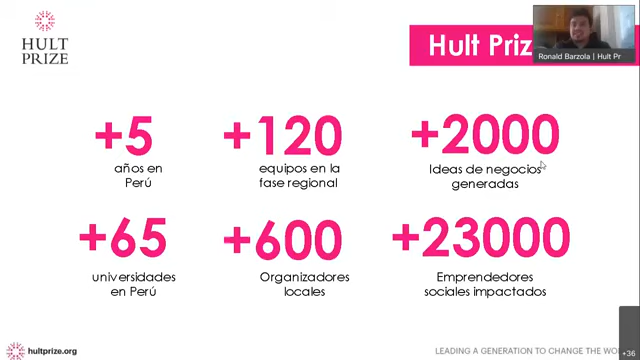 HULT
PRIZE
Hult
Ronald Barzola | Hult Pr
+5
años en
Perú
+120
equipos en la
fase regional
+2000
Ideas de negocios
generadas
+65
universidades
en Perú
+600
Organizadores
locales
+23000
Emprendedores
sociales impactados
hultprize.org
LEADING A GENERATION TO CHANGE THE
+36